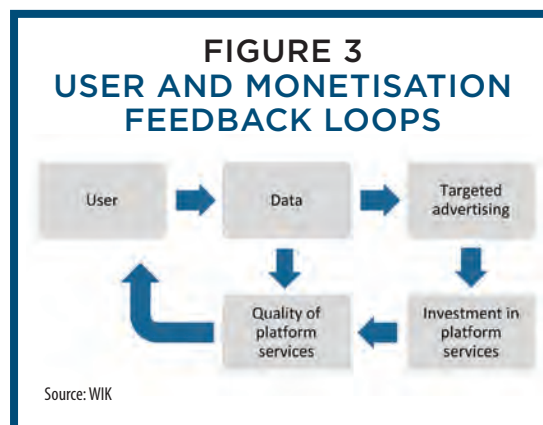 FIGURE 3
USER AND MONETISATION
FEEDBACK LOOPS
User
Data
Targeted
advertising
Quality of
platform
services
Investment in
platform
services
Source: WIK